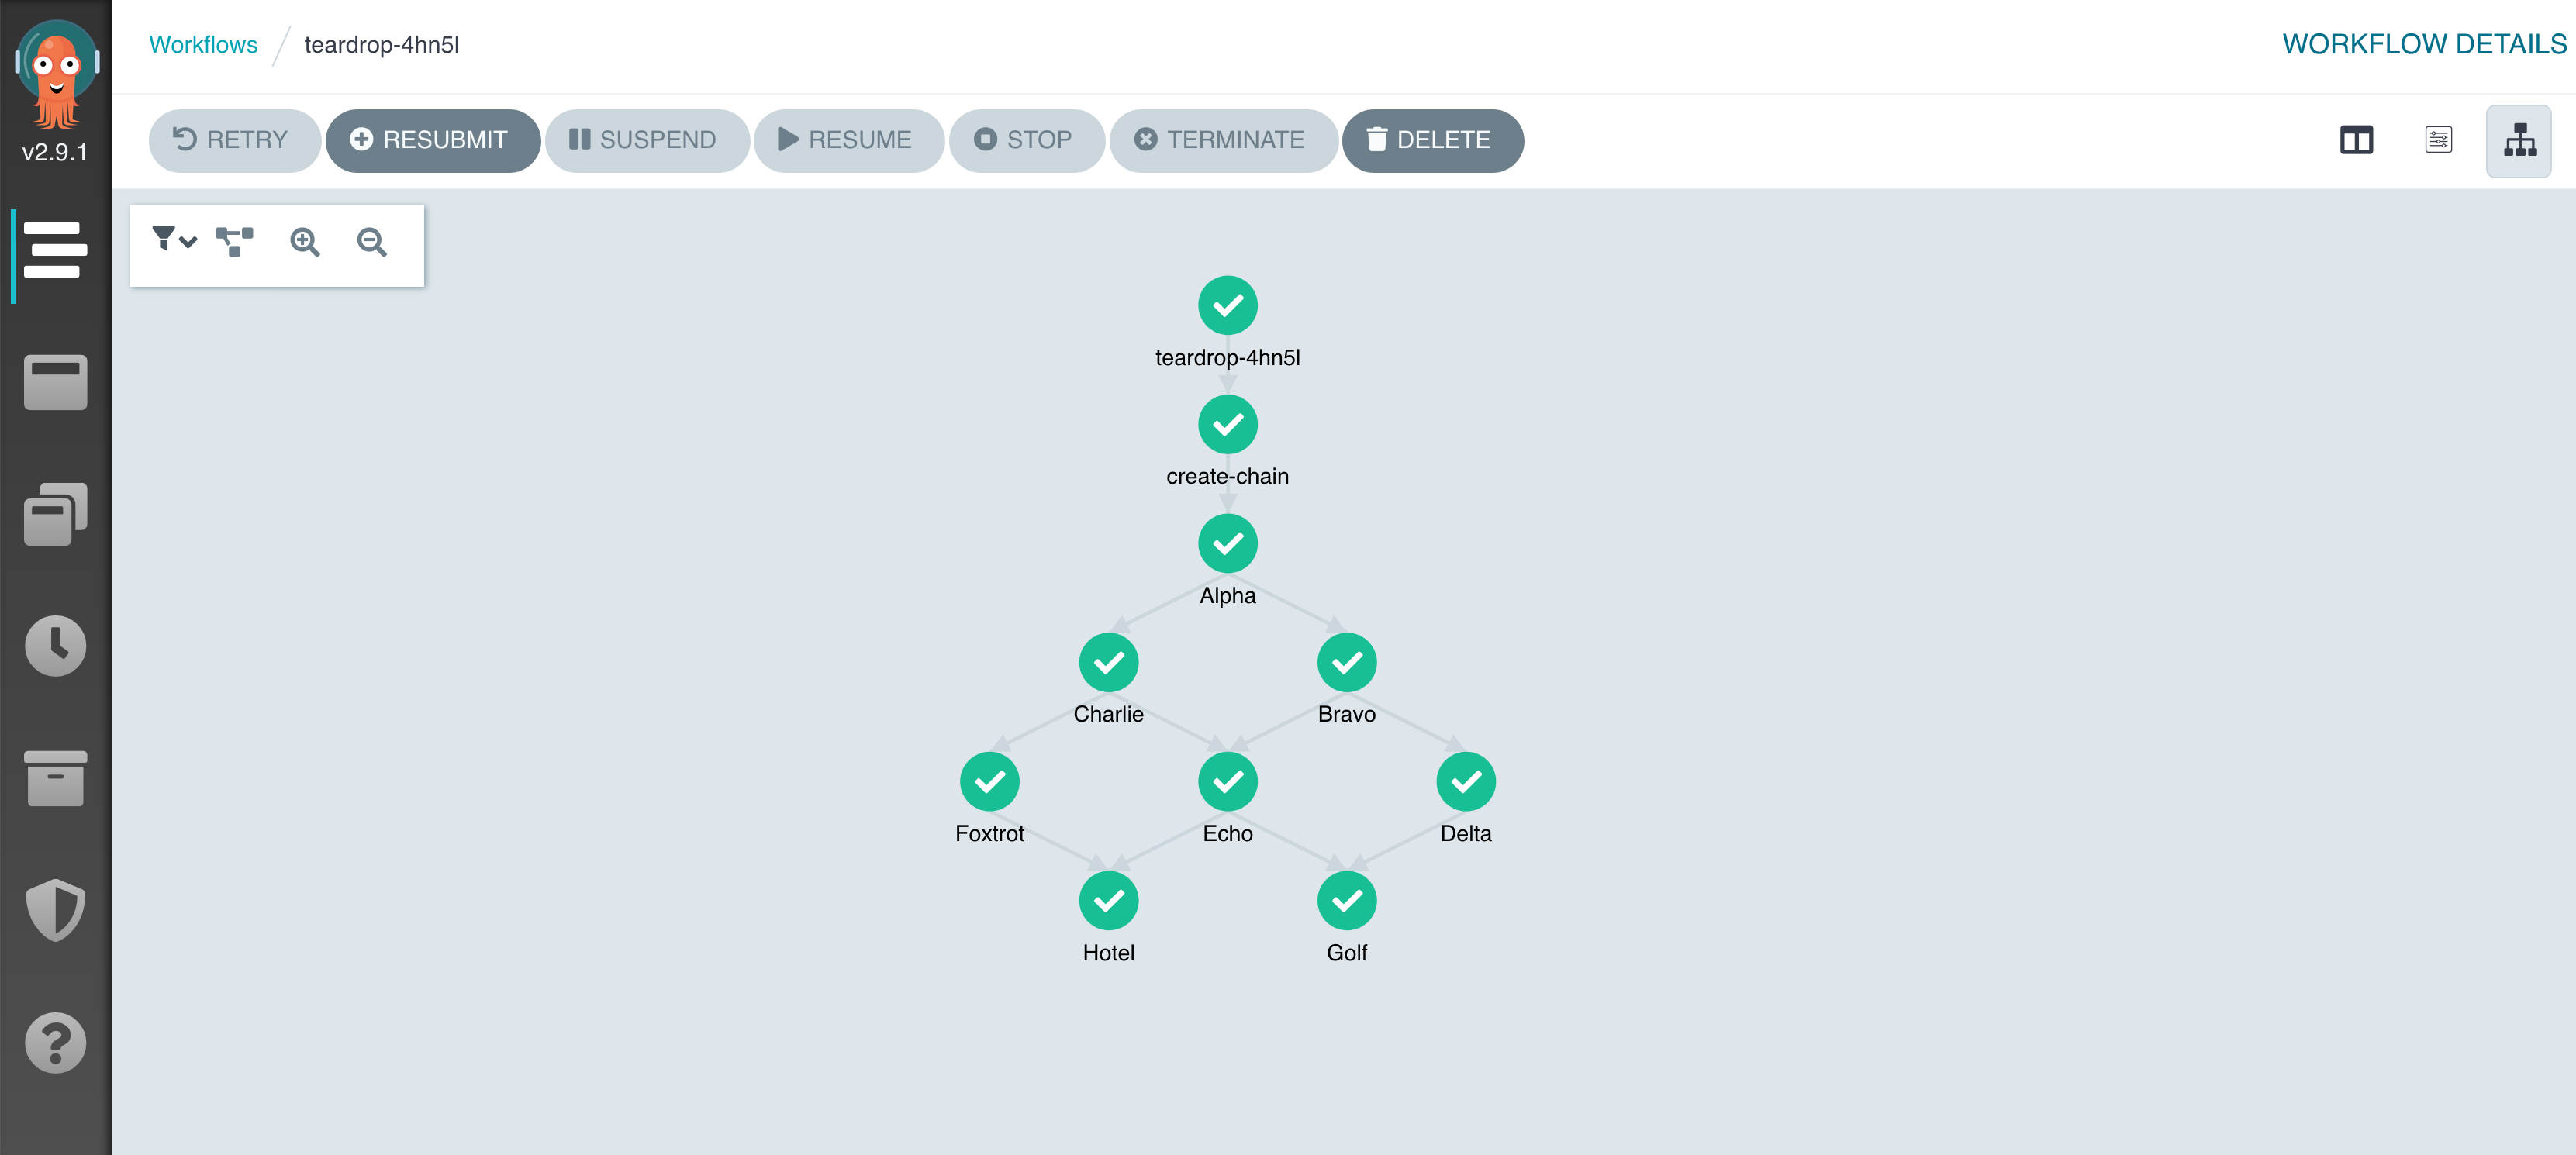 Workflows / teardrop-4hn5l
WORKFLOW DETAILS
v2.9.1
RETRY
RESUBMIT
SUSPEND
RESUME
STOP
TERMINATE
DELETE
teardrop-4hn5l
create-chain
Alpha
Charlie
Bravo
Foxtrot
Echo
Delta
Hotel
Golf